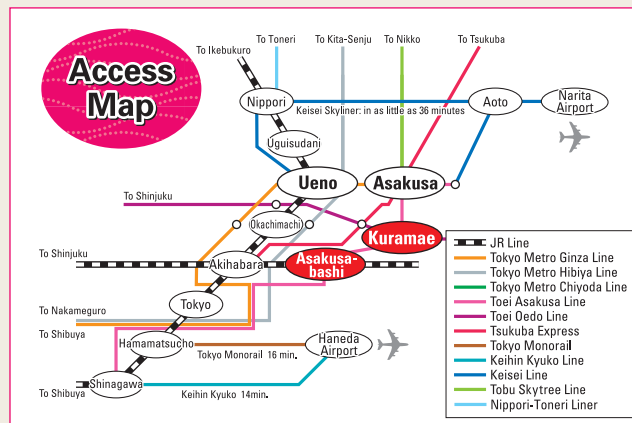 Access
Map
To Ikebukuro
To Toneri
To Kita-Senju
To Nikko
To Tsukuba
Nippori
Keisei Skyliner: in as little as 36 minutes
Aoto
Narita
Airport
Uguisudani
Ueno
Asakusa
To Shinjuku
Okachimachi
Kuramae
To Shinjuku
Akihabara
Asakusa-
bashi
Tokyo
To Nakameguro
To Shibuya
Hamamatsucho
Tokyo Monorail 16 min.
Haneda
Airport
To Shibuya
Shinagawa
Keihin Kyuko 14min.
JR Line
Tokyo Metro Ginza Line
Tokyo Metro Hibiya Line
Tokyo Metro Chiyoda Line
Toei Asakusa Line
Toei Oedo Line
Tsukuba Express
Tokyo Monorail
Keihin Kyuko Line
Keisei Line
Tobu Skytree Line
Nippori-Toneri Liner